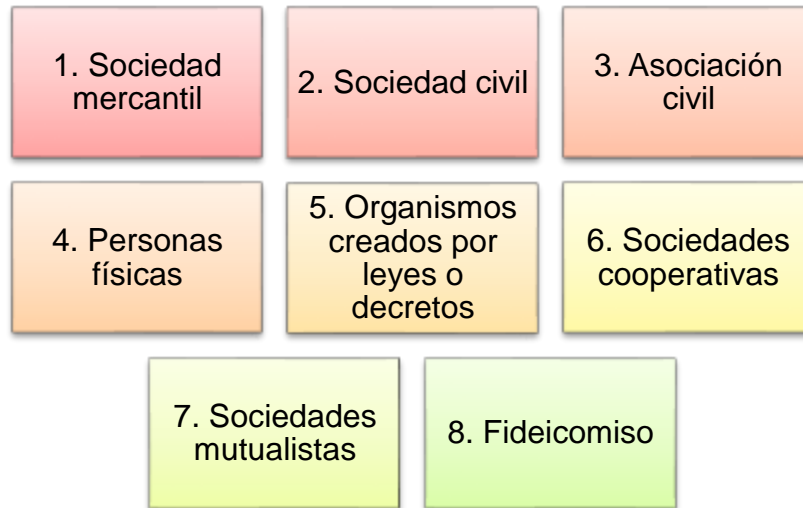 1. Sociedad
mercantil
2. Sociedad civil
3. Asociación
civil
4. Personas
físicas
5. Organismos
creados por
leyes o
decretos
6. Sociedades
cooperativas
7. Sociedades
mutualistas
8. Fideicomiso